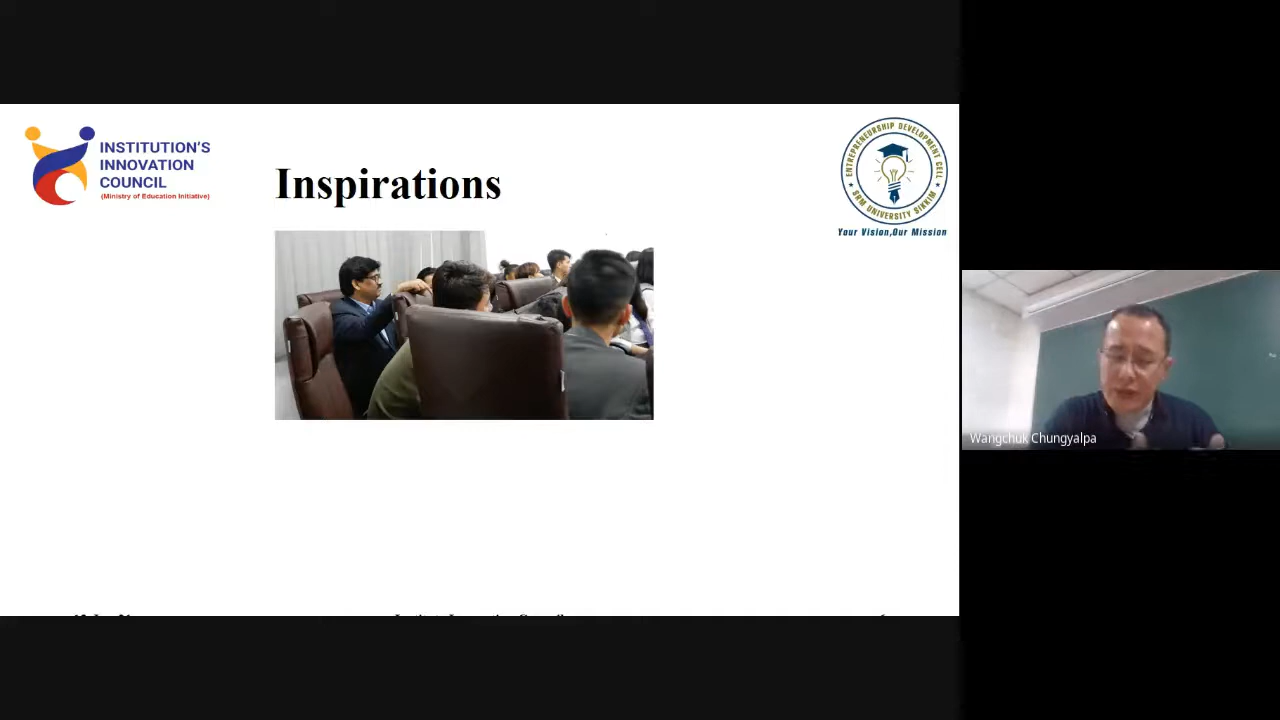 INSTITUTION'S
INNOVATION
COUNCIL
(Ministry of Education Initiative)
Inspirations
ENTREPRENEURSHIP DEVELOPMENT CELL
SRM UNIVERSITY SIKKIM
Your Vision,Our Mission
Wangchuk Chungyalpa